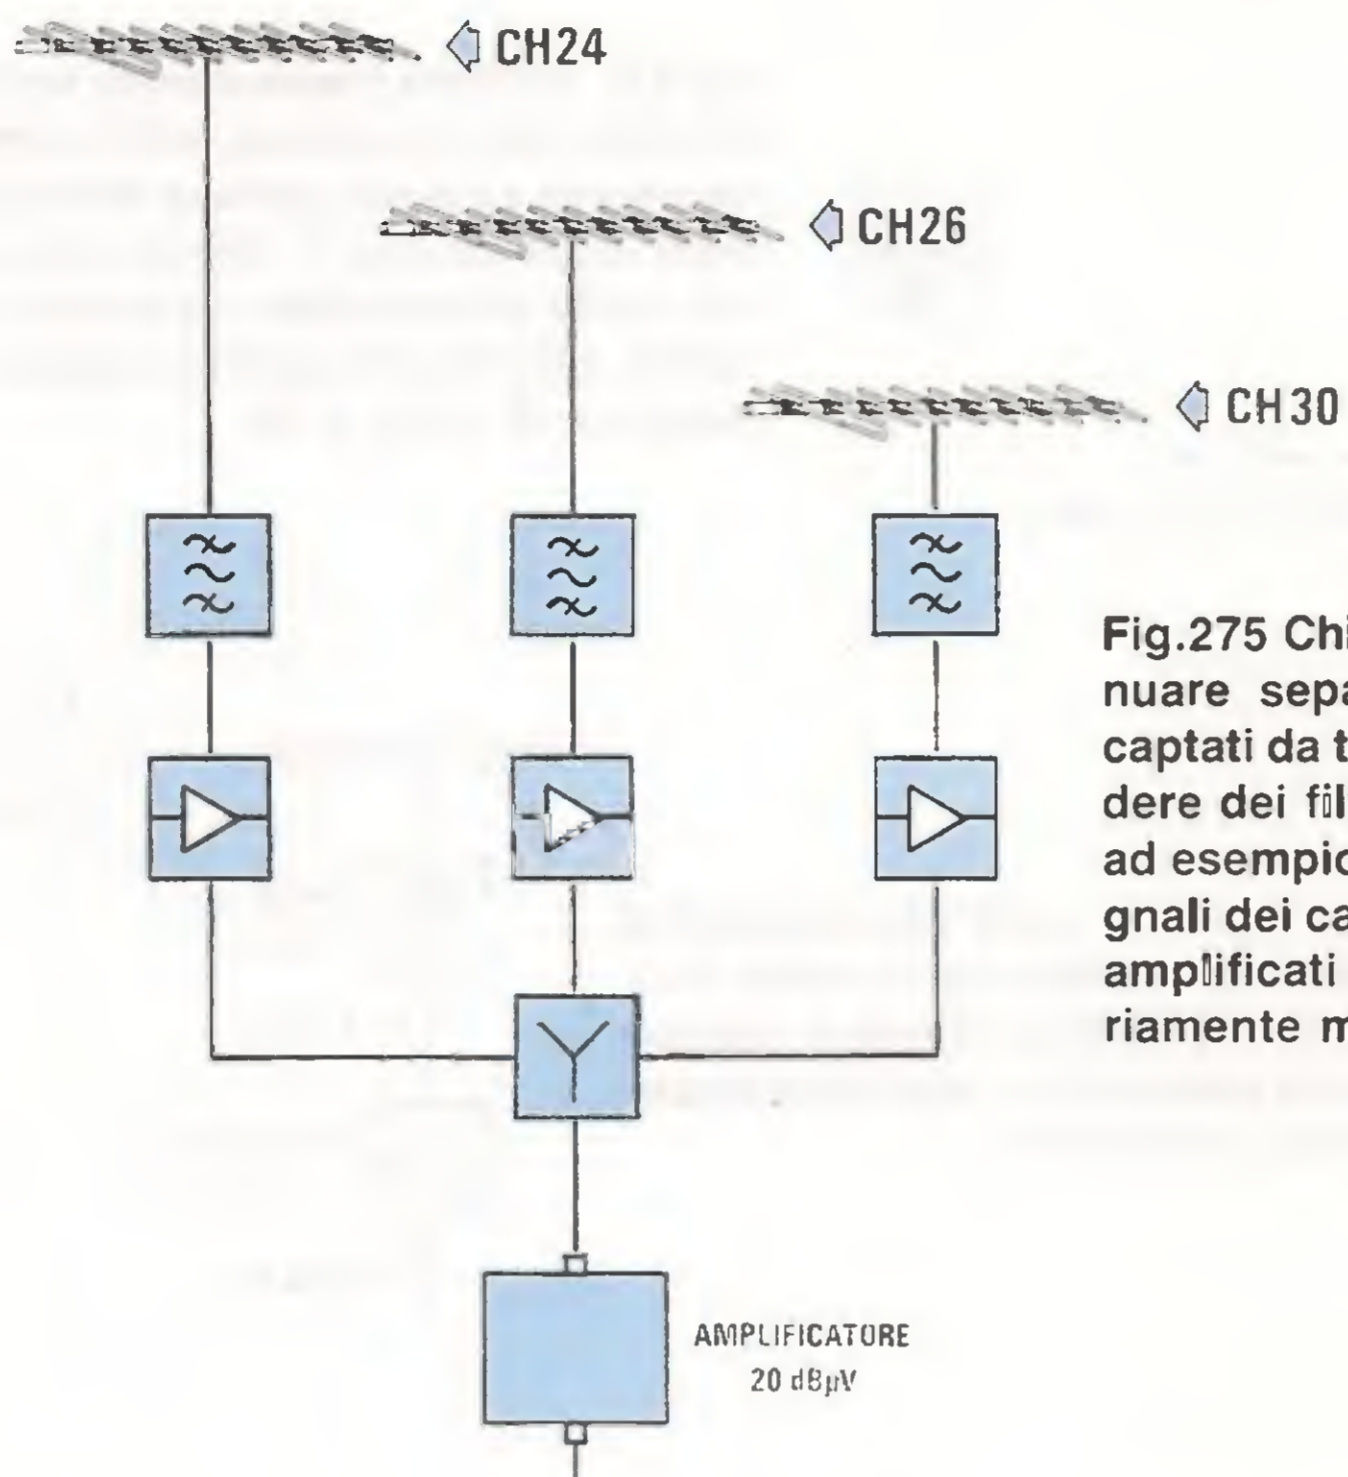 CH24
CH26
CH30
Fig.275 Chi
nuare sepa
captati da t
dere dei fil
ad esempio
gnali dei ca
amplificati
riamente m
AMPLIFICATORE
20 dBµV